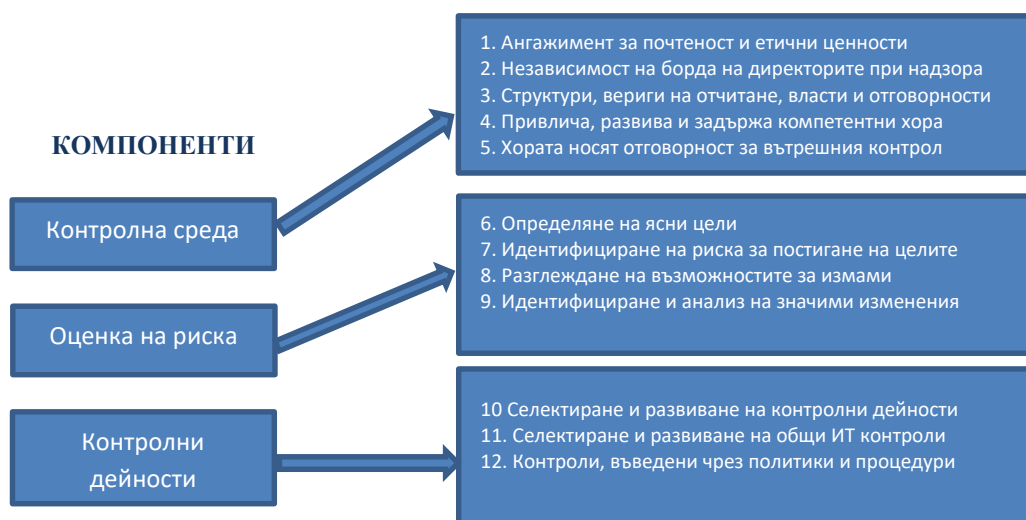 КОМПОНЕНТИ
Контролна среда
1. Ангажимент за почтеност и етични ценности
2. Независимост на борда на директорите при надзора
3. Структури, вериги на отчитане, власти и отговорности
4. Привлича, развива и задържа компетентни хора
5. Хората носят отговорност за вътрешния контрол
Оценка на риска
6. Определяне на ясни цели
7. Идентифициране на риска за постигане на целите
8. Разглеждане на възможностите за измами
9. Идентифициране и анализ на значими изменения
Контролни
дейности
10 Селектиране и развиване на контролни дейности
11. Селектиране и развиване на общи ИТ контроли
12. Контроли, въведени чрез политики и процедури